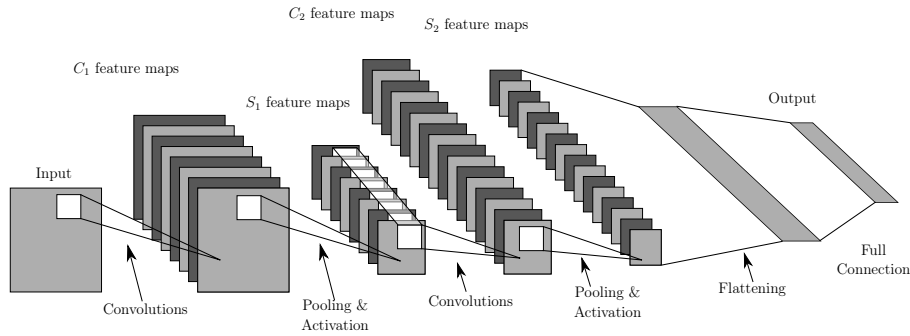 C₂ feature maps
S₂ feature maps
C₁ feature maps
S₁ feature maps
Output
Input
Full
Connection
Flattening
Pooling &
Activation
Convolutions
Pooling &
Activation
Convolutions